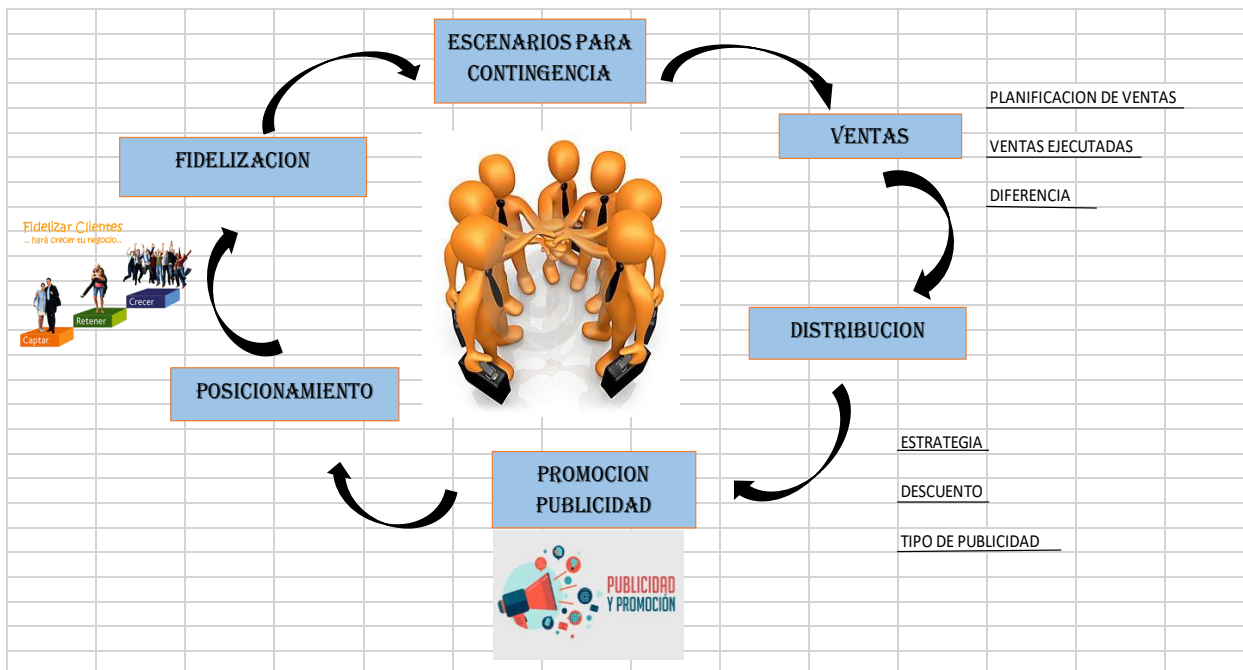 ESCENARIOS PARA
CONTINGENCIA
PLANIFICACION DE VENTAS
VENTAS
VENTAS EJECUTADAS
DIFERENCIA
FIDELIZACION
Fidelizar Clientes
.. hará crecer tu negocio..
Crecer
Retener
Captar
DISTRIBUCION
POSICIONAMIENTO
ESTRATEGIA
DESCUENTO
TIPO DE PUBLICIDAD
PROMOCION
PUBLICIDAD
PUBLICIDAD
Y PROMOCIÓN